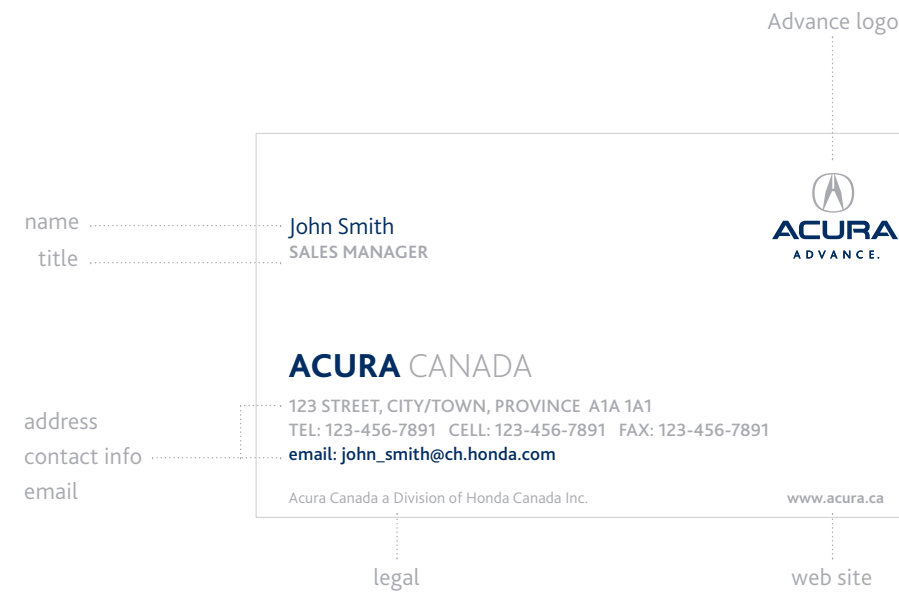 Advance logo
name
John Smith
title
SALES MANAGER
ACURA
ADVANCE.
ACURA CANADA
address
contact info
email
123 STREET, CITY/TOWN, PROVINCE A1A 1A1
TEL: 123-456-7891 CELL: 123-456-7891 FAX: 123-456-7891
email: john_smith@ch.honda.com
Acura Canada a Division of Honda Canada Inc.
www.acura.ca
legal
web site